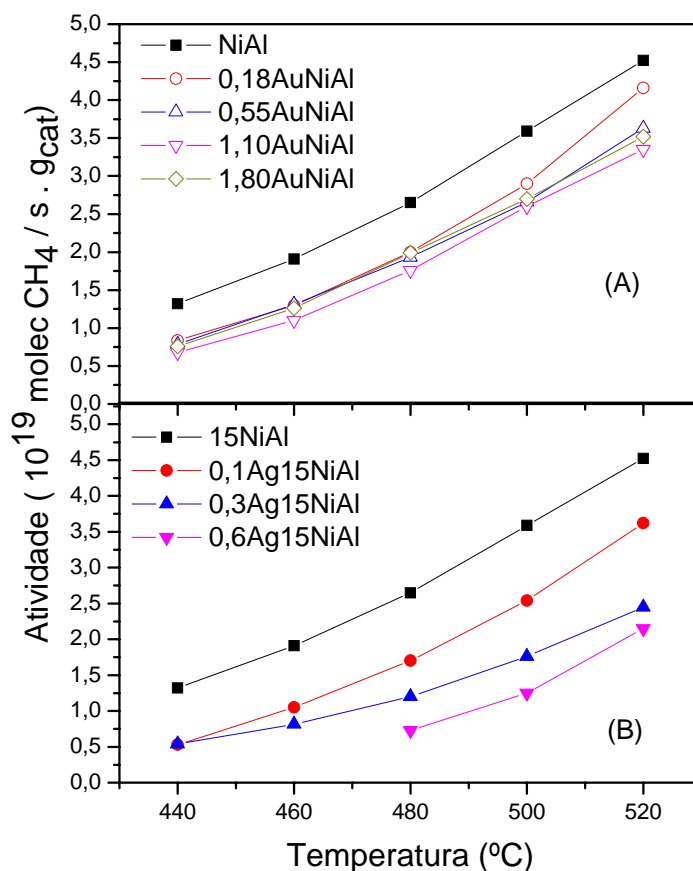 Atividade ( 10^19 molec CH_4 / s . g_cat)
5,0
4,5
4,0
3,5
3,0
2,5
2,0
1,5
1,0
0,5
0,0
NiAl
0,18AuNiAl
0,55AuNiAl
1,10AuNiAl
1,80AuNiAl
(A)
5,0
4,5
4,0
3,5
3,0
2,5
2,0
1,5
1,0
0,5
0,0
15NiAl
0,1Ag15NiAl
0,3Ag15NiAl
0,6Ag15NiAl
(B)
440 460 480 500 520
Temperatura (ºC)